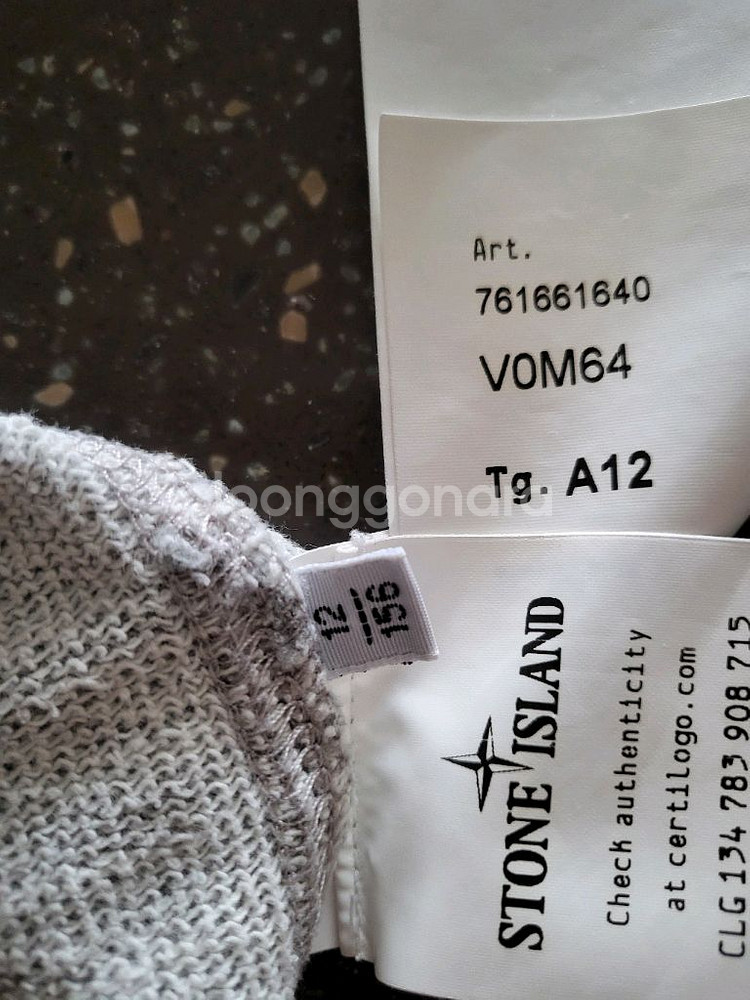 Art.
761661640
V0M64
Tg. A12
joonggonara
12
156
STONE ISLAND
Check authenticity
at certilogo.com
CLG 134 783 908 715